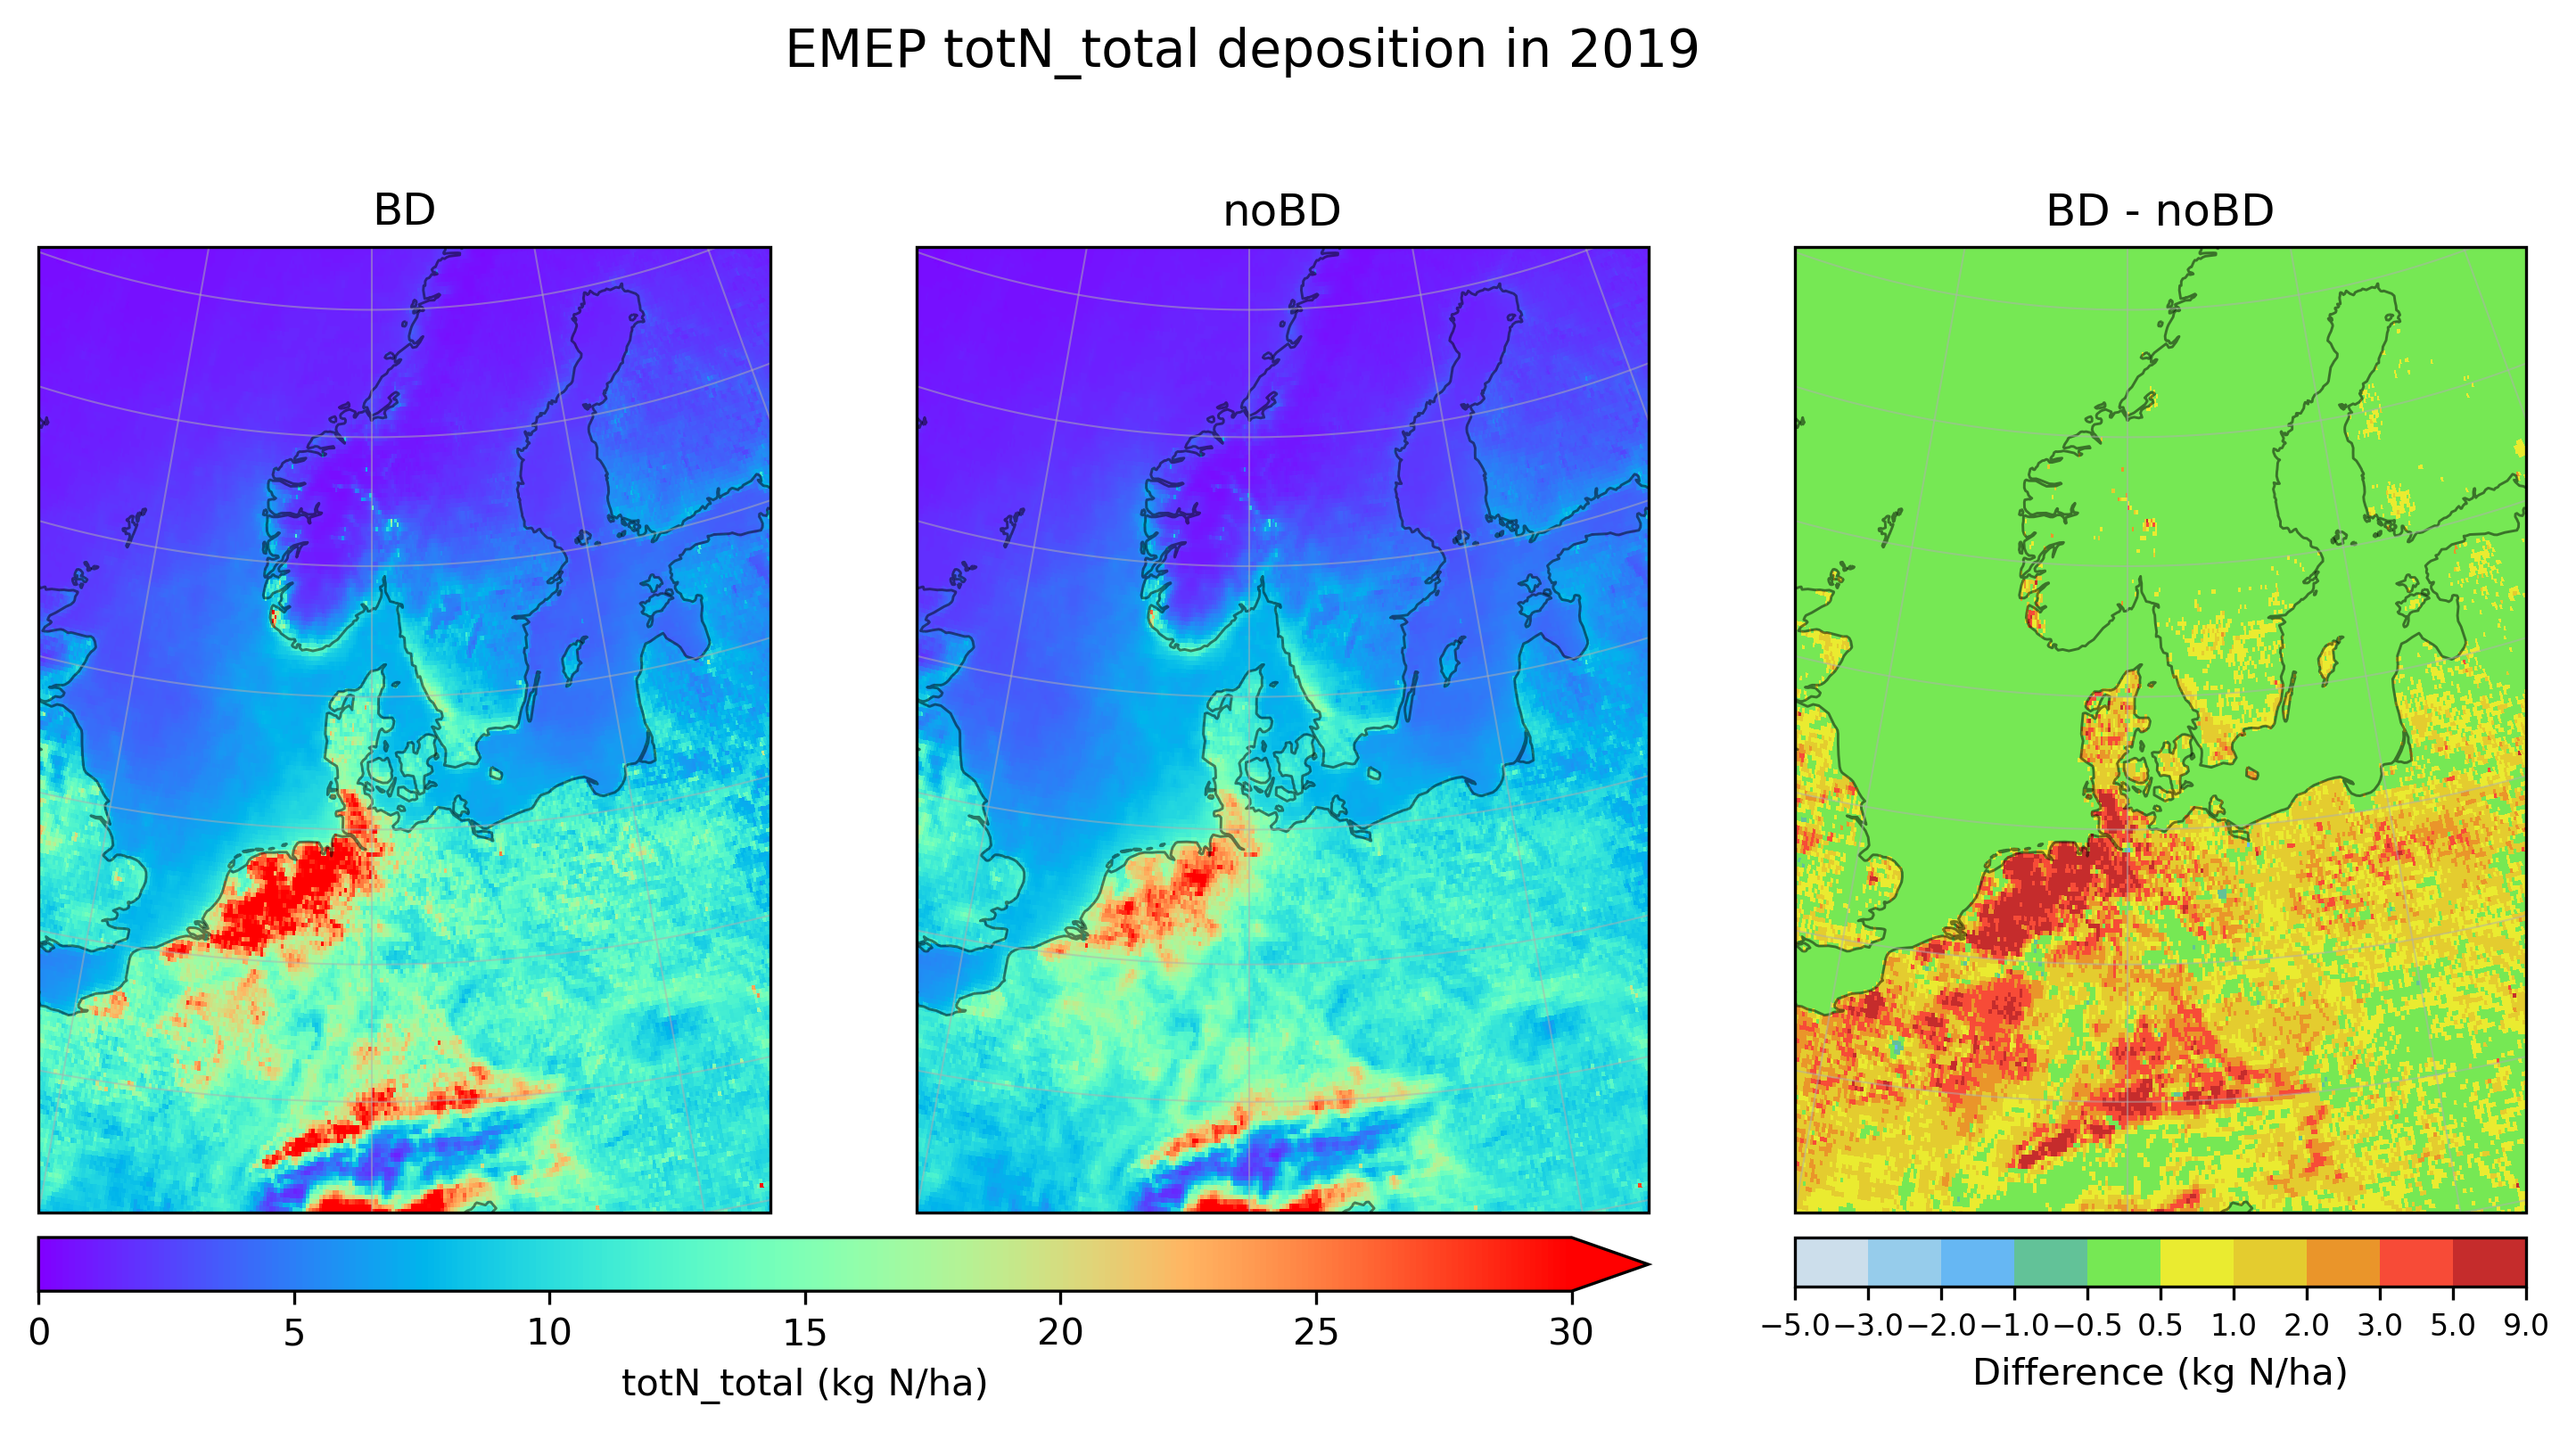 EMEP totN_total deposition in 2019
BD
noBD
BD - noBD
0 5 10 15 20 25 30
totN_total (kg N/ha)
−5.0 −3.0 −2.0 −1.0 −0.5 0.5 1.0 2.0 3.0 5.0 9.0
Difference (kg N/ha)